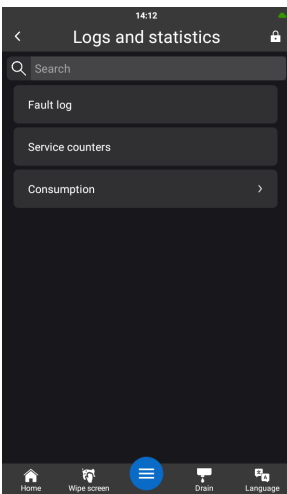 14:12
Logs and statistics
Search
Fault log
Service counters
Consumption
Home Wipe screen Drain Language